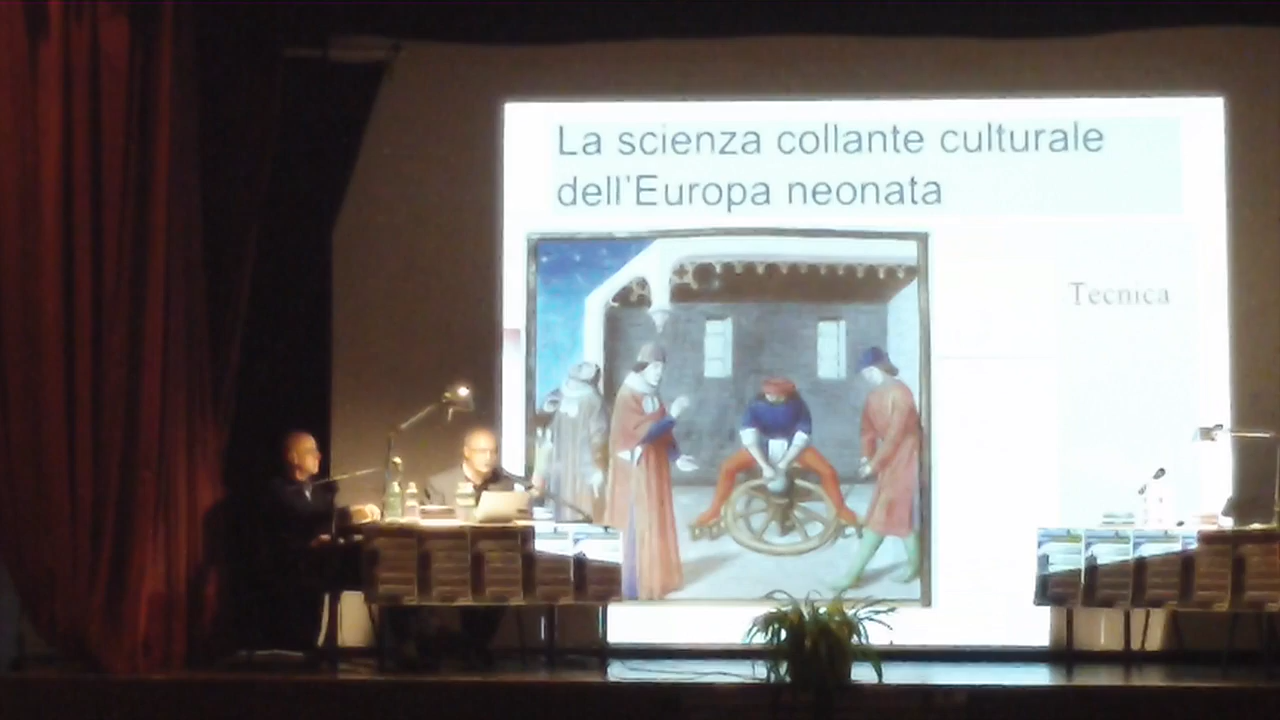 La scienza collante culturale
dell'Europa neonata
Tecnica